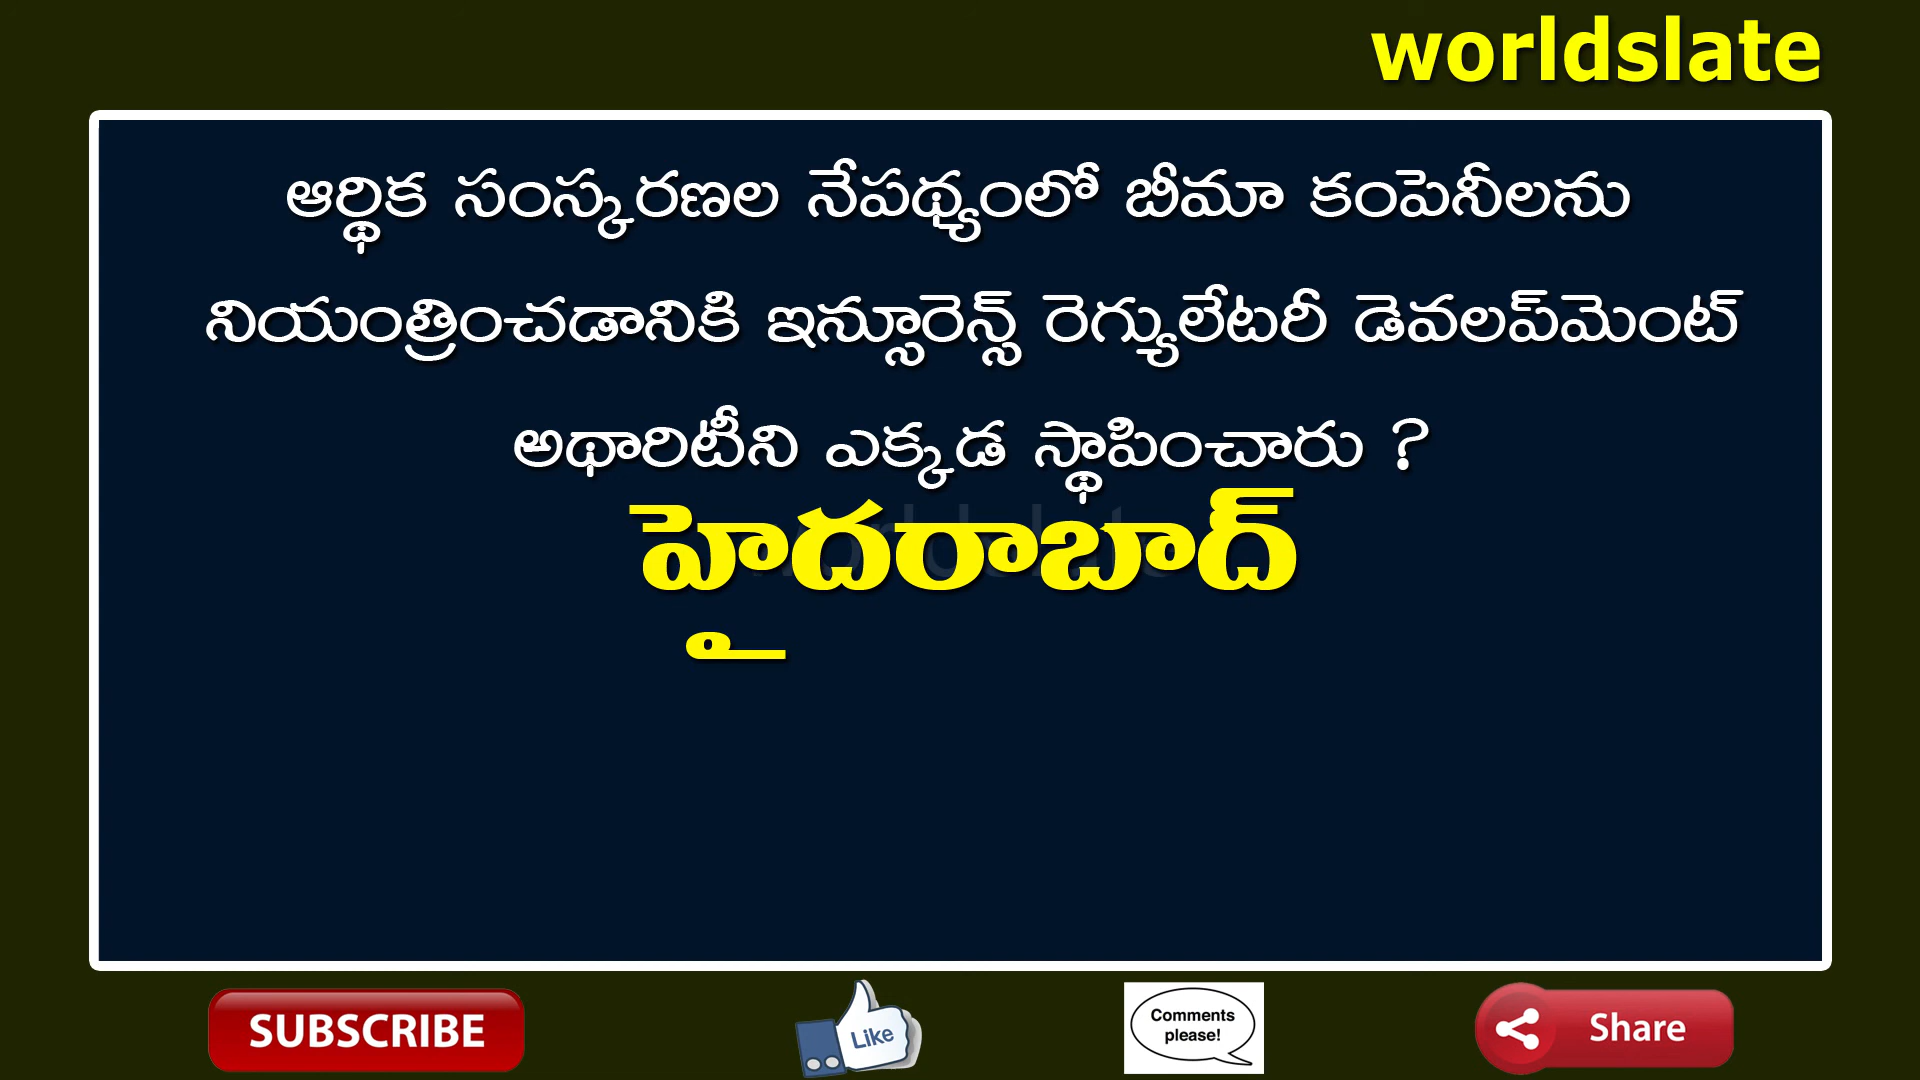 worldslate
ఆర్థిక సంస్కరణల నేపథ్యంలో బీమా కంపెనీలను
నియంత్రించడానికి ఇన్సూరెన్స్ రెగ్యులేటరీ డెవలప్‌మెంట్
అథారిటీని ఎక్కడ స్థాపించారు ?
హైదరాబాద్
SUBSCRIBE
Like
Comments
please!
Share